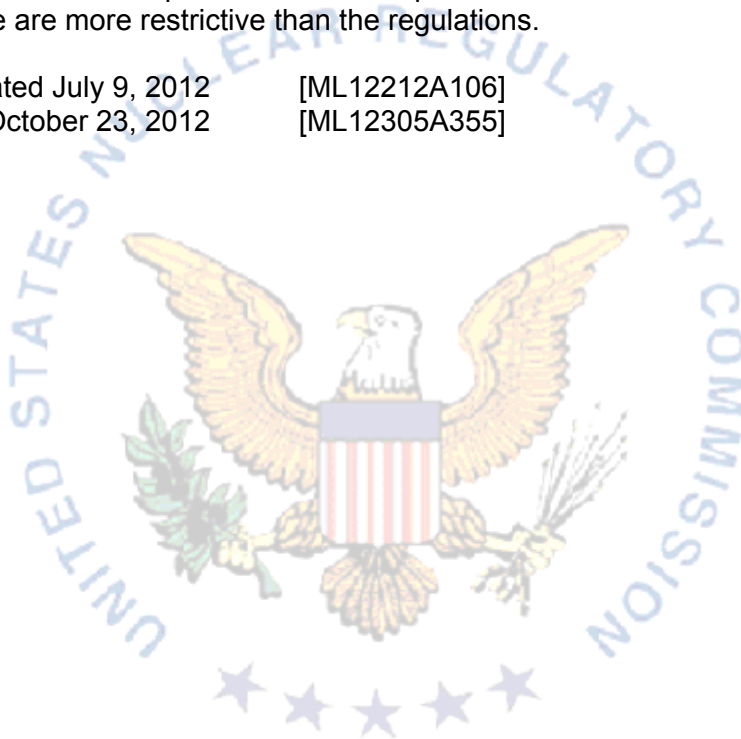 e are more restrictive than the regulations.
ated July 9, 2012 [ML12212A106]
October 23, 2012 [ML12305A355]
UNITED STATES NUCLEAR REGULATORY COMMISSION